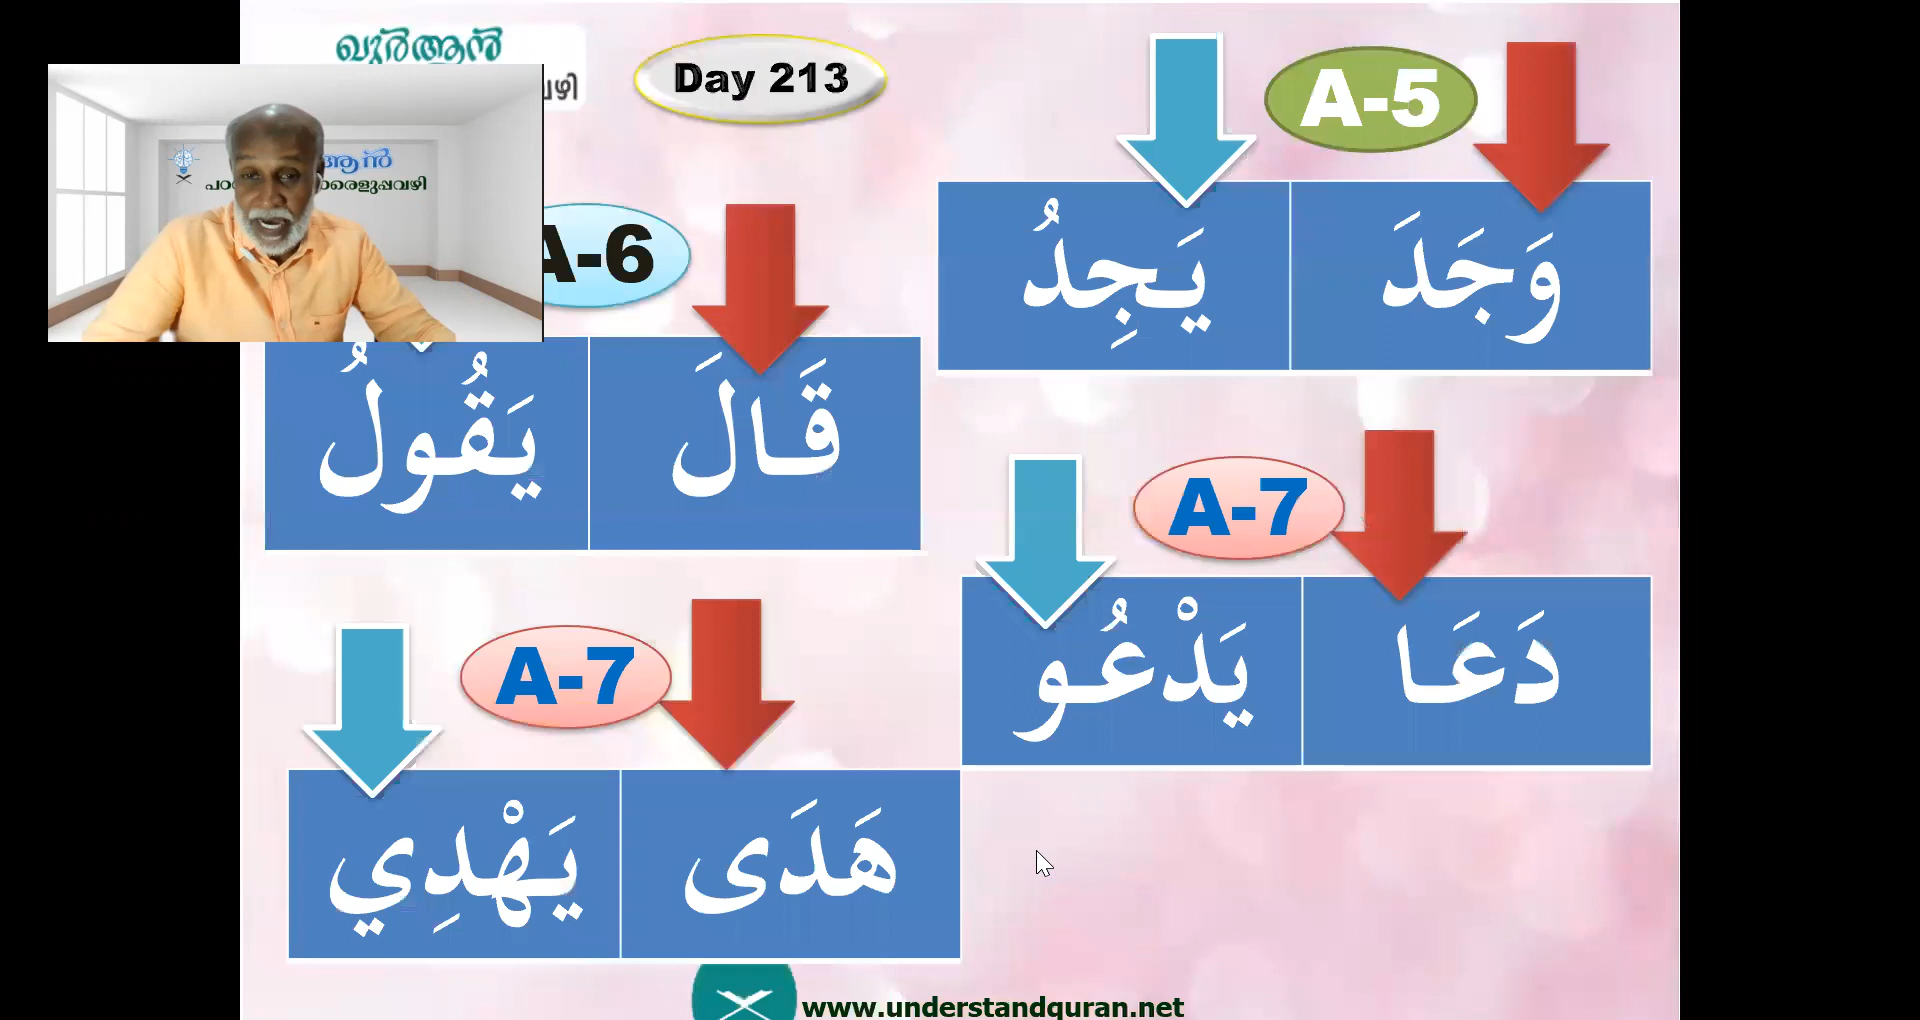 ഖുർആൻ
Day 213
A-5
وَجَدَ
يَجِدُ
A-6
قَالَ
يَقُولُ
A-7
دَعَا
يَدْعُو
A-7
هَدَى
يَهْدِي
www.understandquran.net